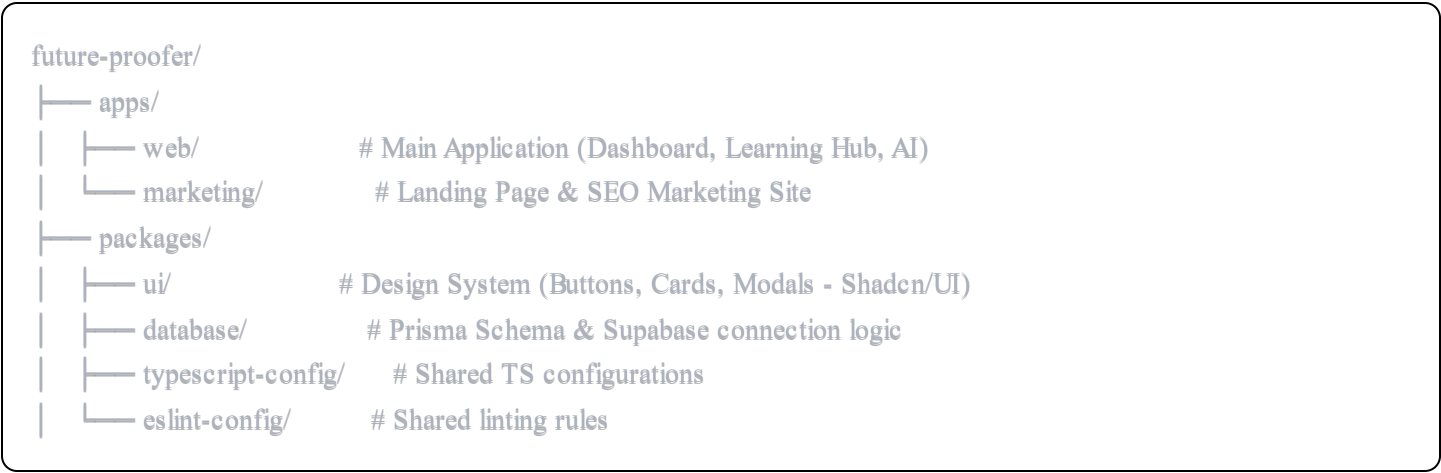 future-proofer/
├── apps/
│   ├── web/                # Main Application (Dashboard, Learning Hub, AI)
│   └── marketing/          # Landing Page & SEO Marketing Site
├── packages/
│   ├── ui/                 # Design System (Buttons, Cards, Modals - Shadcn/UI)
│   ├── database/           # Prisma Schema & Supabase connection logic
│   ├── typescript-config/  # Shared TS configurations
│   └── eslint-config/      # Shared linting rules